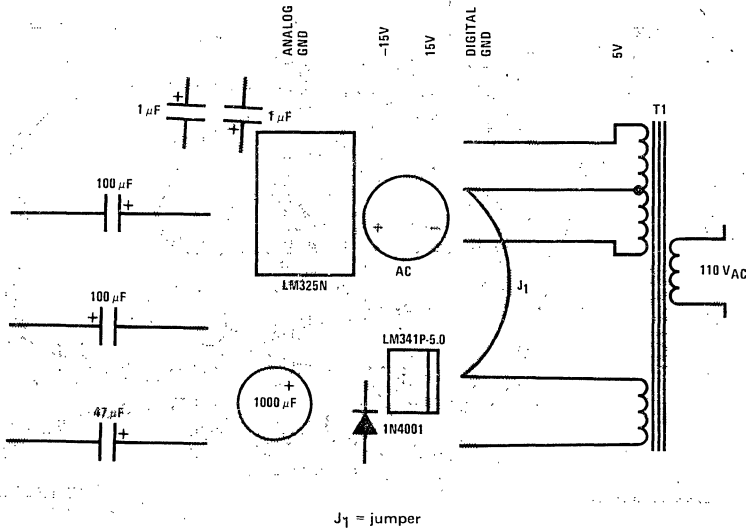 ANALOG
GND
-15V
15V
DIGITAL
GND
5V
T1
1 μF
+
+
1 μF
100 μF
+
+
-
AC
LM325N
J1
110 VAC
100 μF
+
LM341P-5.0
+
1000 μF
1N4001
47 μF
+
J1 = jumper